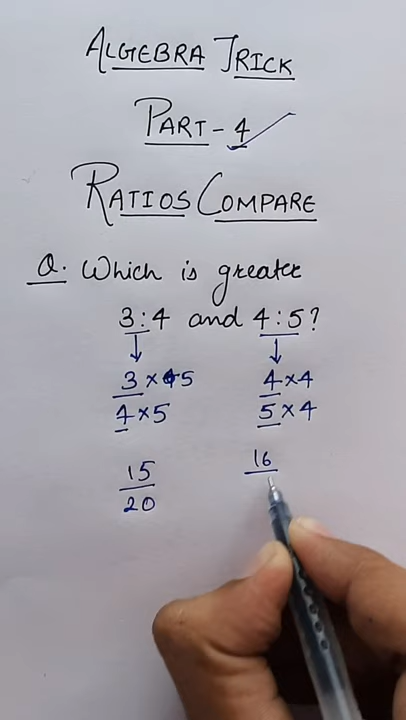 ALGEBRA TRICK
PART-4
RATIOS COMPARE
Q. Which is greater
3:4 and 4:5?
3×5 4×4
4×5 5×4
15 16
20